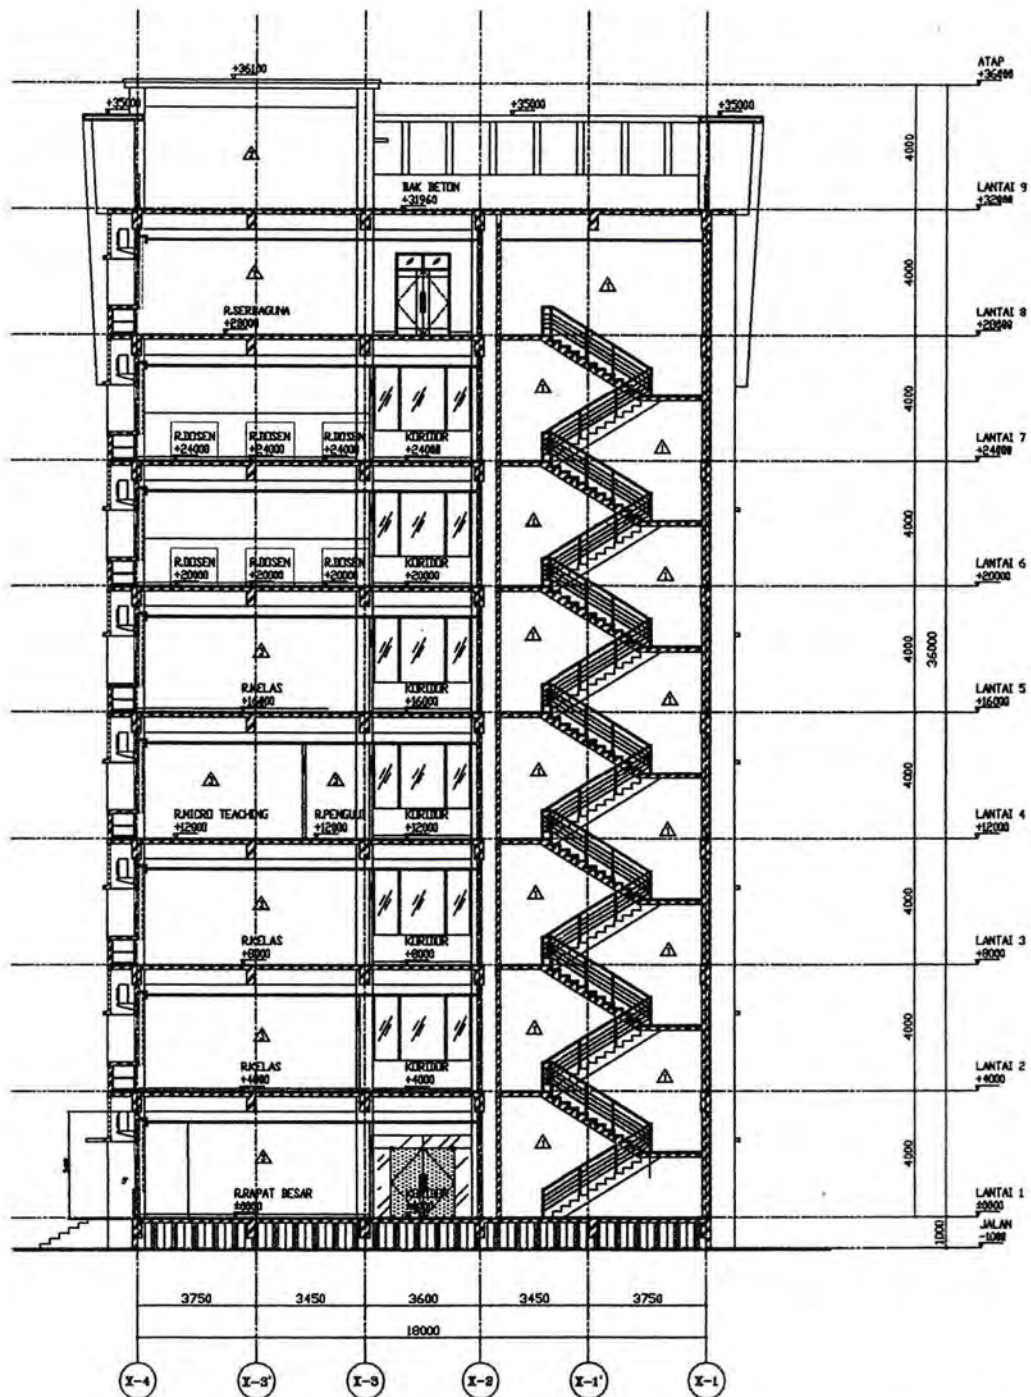 ATAP
+36400
+36100
+35000
+35000
+35000
4000
BAK BETON
+31960
LANTAI 9
+32000
4000
R.SERBAGUNA
+28000
LANTAI 8
4000
R.DOSEN
+24000
R.DOSEN
+24000
R.DOSEN
+24000
KORIDOR
+24000
LANTAI 7
+24000
4000
R.DOSEN
+20000
R.DOSEN
+20000
R.DOSEN
+20000
KORIDOR
+20000
LANTAI 6
+20000
4000
36000
R.KELAS
+16000
KORIDOR
+16000
LANTAI 5
+16000
4000
R.MICRO TEACHING
+12000
R.PENGUJI
+12000
KORIDOR
+12000
LANTAI 4
+12000
4000
R.KELAS
+8000
KORIDOR
+8000
LANTAI 3
+8000
4000
R.KELAS
+4000
KORIDOR
+4000
LANTAI 2
+4000
4000
R.RAPAT BESAR
±0000
KORIDOR
LANTAI 1
±0000
1000
JALAN
-1000
3750
3450
3600
3450
3750
18000
X-4
X-3'
X-3
X-2
X-1'
X-1